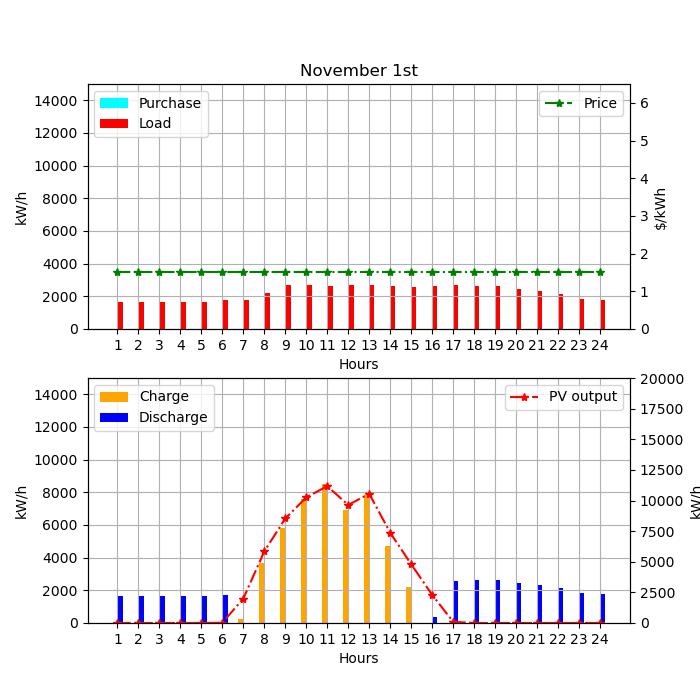 November 1st
Purchase
Load
Price
14000
12000
10000
8000
6000
4000
2000
0
kW/h
6
5
4
3
2
1
0
$/kWh
1 2 3 4 5 6 7 8 9 10 11 12 13 14 15 16 17 18 19 20 21 22 23 24
Hours
Charge
Discharge
PV output
14000
12000
10000
8000
6000
4000
2000
0
kW/h
20000
17500
15000
12500
10000
7500
5000
2500
0
kW/h
1 2 3 4 5 6 7 8 9 10 11 12 13 14 15 16 17 18 19 20 21 22 23 24
Hours